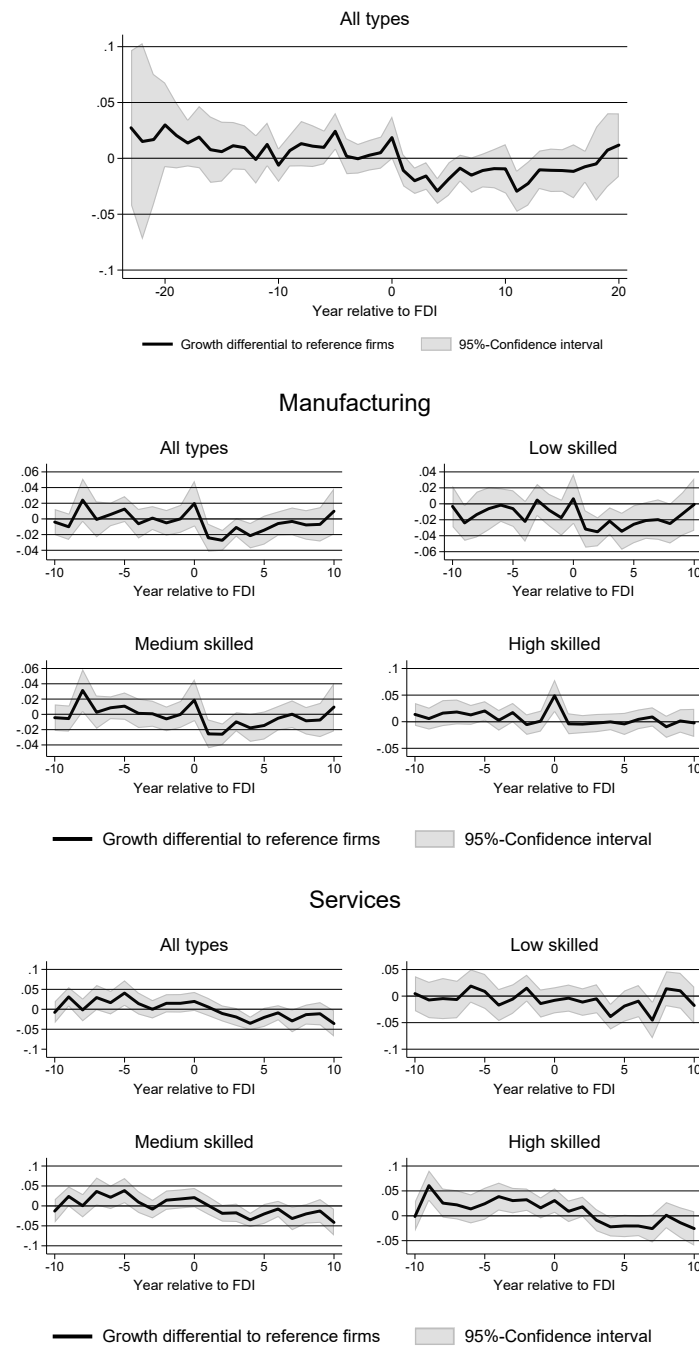 All types
.1
.05
0
-.05
-.1
-20 -10 0 10 20
Year relative to FDI
Growth differential to reference firms 95%-Confidence interval
Manufacturing
All types Low skilled
.06
.04
.02
0
-.02
-.04
-10 -5 0 5 10
Year relative to FDI
.04
.02
0
-.02
-.04
-.06
-10 -5 0 5 10
Year relative to FDI
Medium skilled High skilled
.06
.04
.02
0
-.02
-.04
-10 -5 0 5 10
Year relative to FDI
.1
.05
0
-.05
-10 -5 0 5 10
Year relative to FDI
Growth differential to reference firms 95%-Confidence interval
Services
All types Low skilled
.1
.05
0
-.05
-.1
-10 -5 0 5 10
Year relative to FDI
.05
0
-.05
-.1
-10 -5 0 5 10
Year relative to FDI
Medium skilled High skilled
.1
.05
0
-.05
-.1
-10 -5 0 5 10
Year relative to FDI
.1
.05
0
-.05
-10 -5 0 5 10
Year relative to FDI
Growth differential to reference firms 95%-Confidence interval